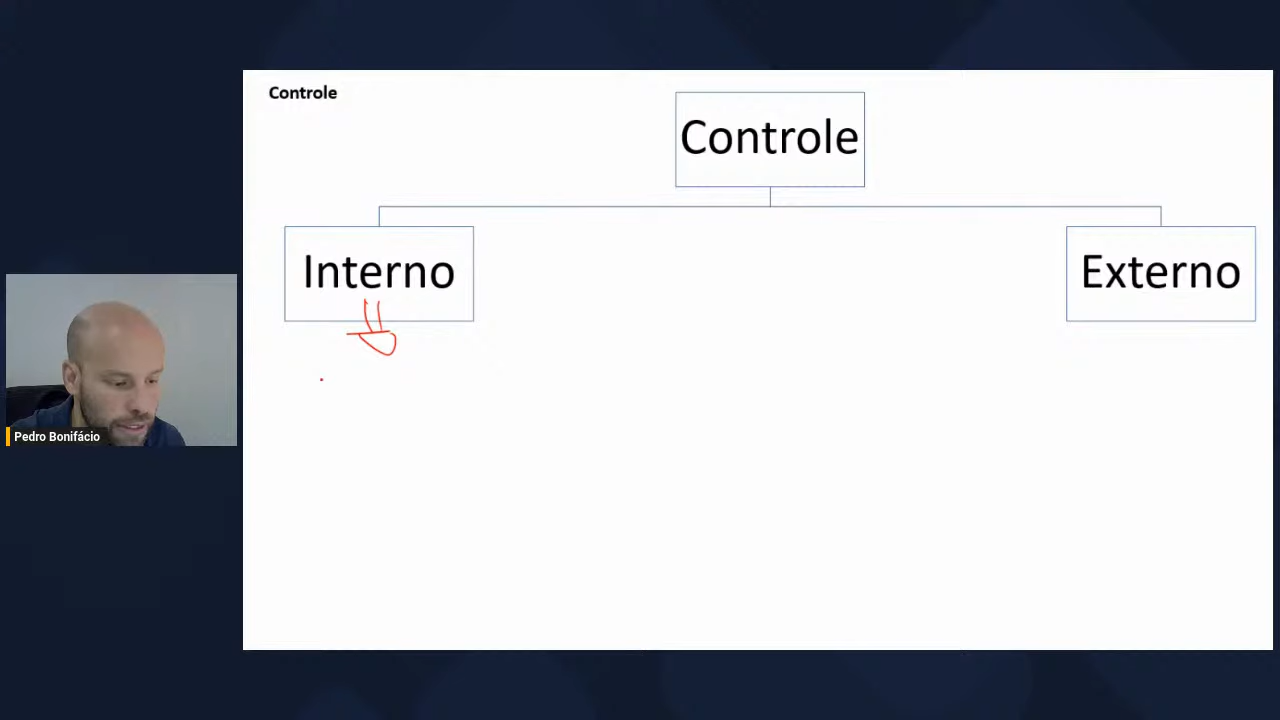 Controle
Controle
Interno
Externo
Pedro Bonifácio